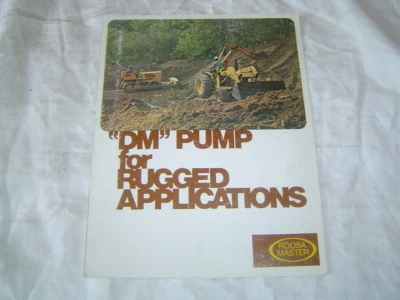 "DM" PUMP
for
RUGGED
APPLICATIONS
ROOSA
MASTER